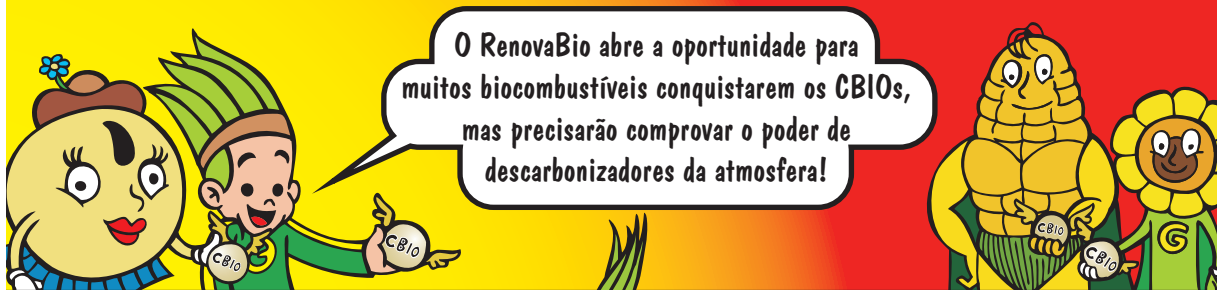 O RenovaBio abre a oportunidade para
muitos biocombustíveis conquistarem os CBIOs,
mas precisarão comprovar o poder de
descarbonizadores da atmosfera!
CBIO
CBIO
CBIO
CBIO
G